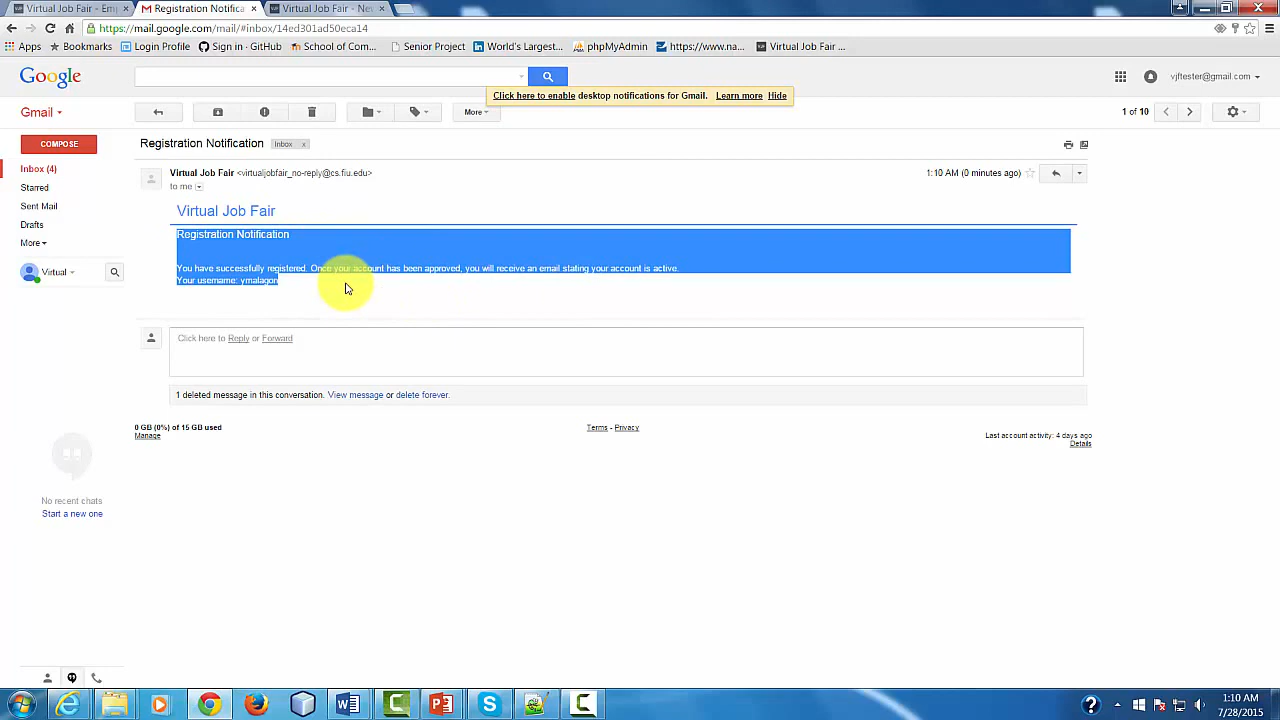 Virtual Job Fair - Emp
Registration Notifica
Virtual Job Fair - New
https://mail.google.com/mail/#inbox/14ed301ad50eca14
Apps
Bookmarks
Login Profile
Sign in · GitHub
School of Com...
Senior Project
World's Largest...
phpMyAdmin
https://www.na...
Virtual Job Fair ...
Google
vjftester@gmail.com
Click here to enable desktop notifications for Gmail. Learn more Hide
Gmail
More
1 of 10
COMPOSE
Registration Notification
Inbox x
Inbox (4)
Starred
Sent Mail
Drafts
More
Virtual
Virtual Job Fair <virtualjobfair_no-reply@cs.fiu.edu>
1:10 AM (0 minutes ago)
to me
Virtual Job Fair
Registration Notification
You have successfully registered. Once your account has been approved, you will receive an email stating your account is active.
Your username: ymalagon
Click here to Reply or Forward
1 deleted message in this conversation. View message or delete forever.
0 GB (0%) of 15 GB used
Manage
Terms - Privacy
Last account activity: 4 days ago
Details
No recent chats
Start a new one
1:10 AM
7/28/2015